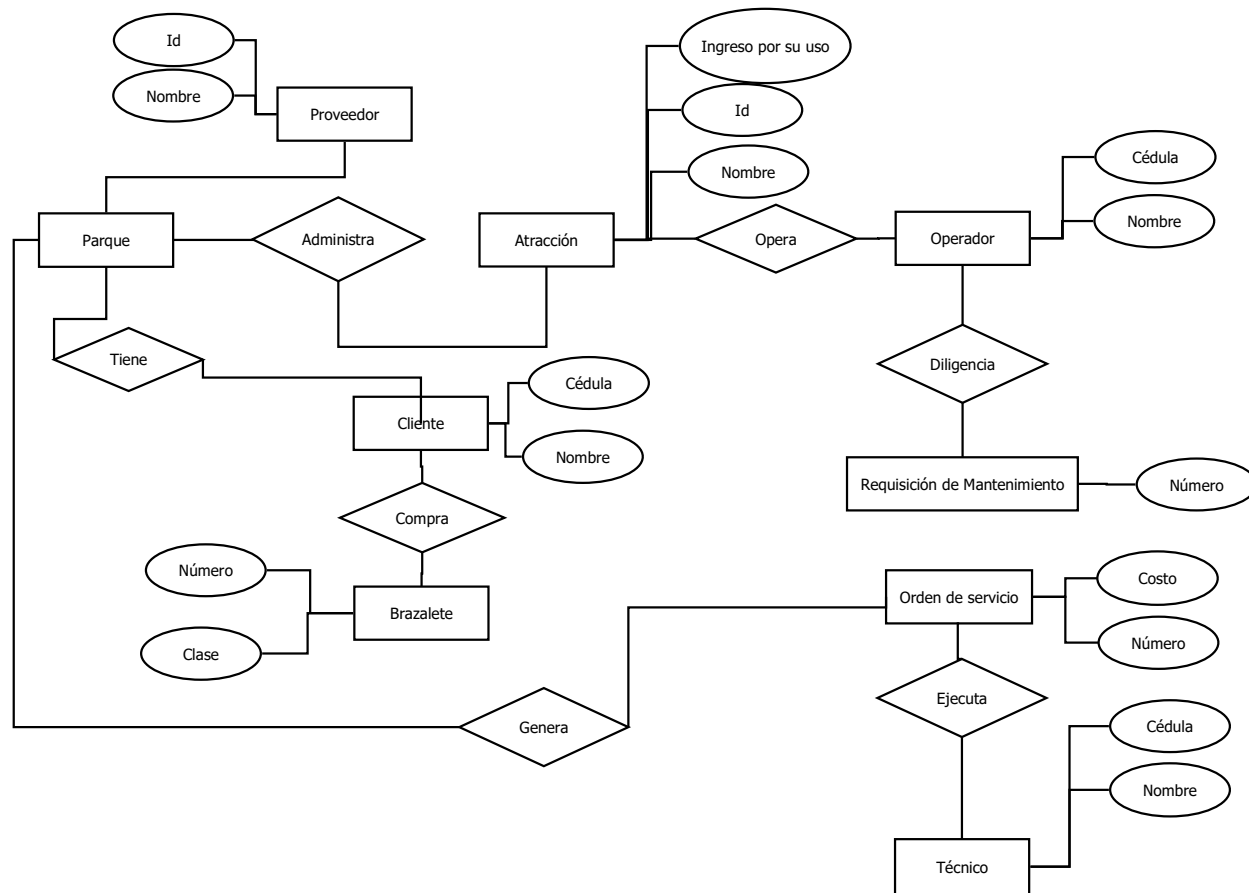 Id
Ingreso por su uso
Nombre
Proveedor
Id
Nombre
Cédula
Nombre
Parque
Administra
Atracción
Opera
Operador
Tiene
Diligencia
Cédula
Cliente
Nombre
Requisición de Mantenimiento
Número
Compra
Número
Brazalete
Clase
Orden de servicio
Costo
Número
Genera
Ejecuta
Cédula
Nombre
Técnico